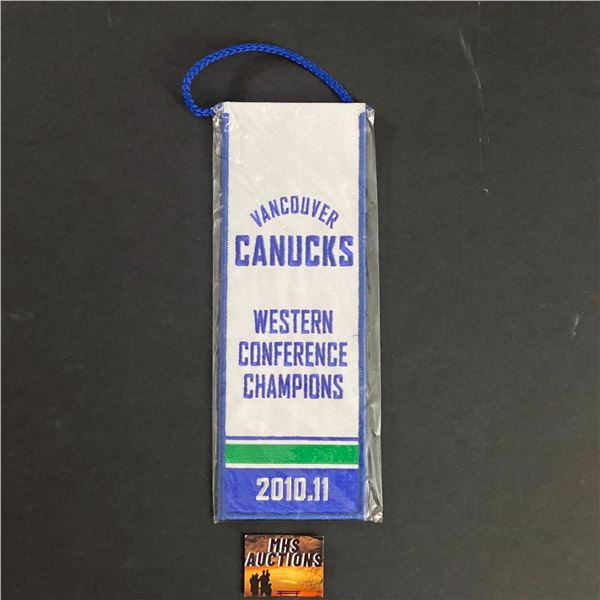 VANCOUVER
CANUCKS
WESTERN
CONFERENCE
CHAMPIONS
2010.11
MHS
AUCTIONS